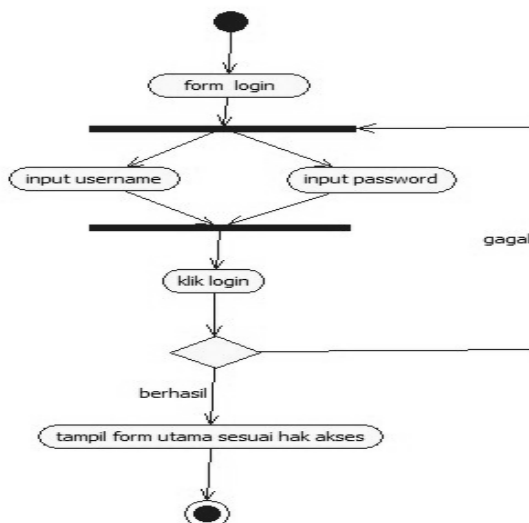 form login
input username
input password
gagal
klik login
berhasil
tampil form utama sesuai hak akses